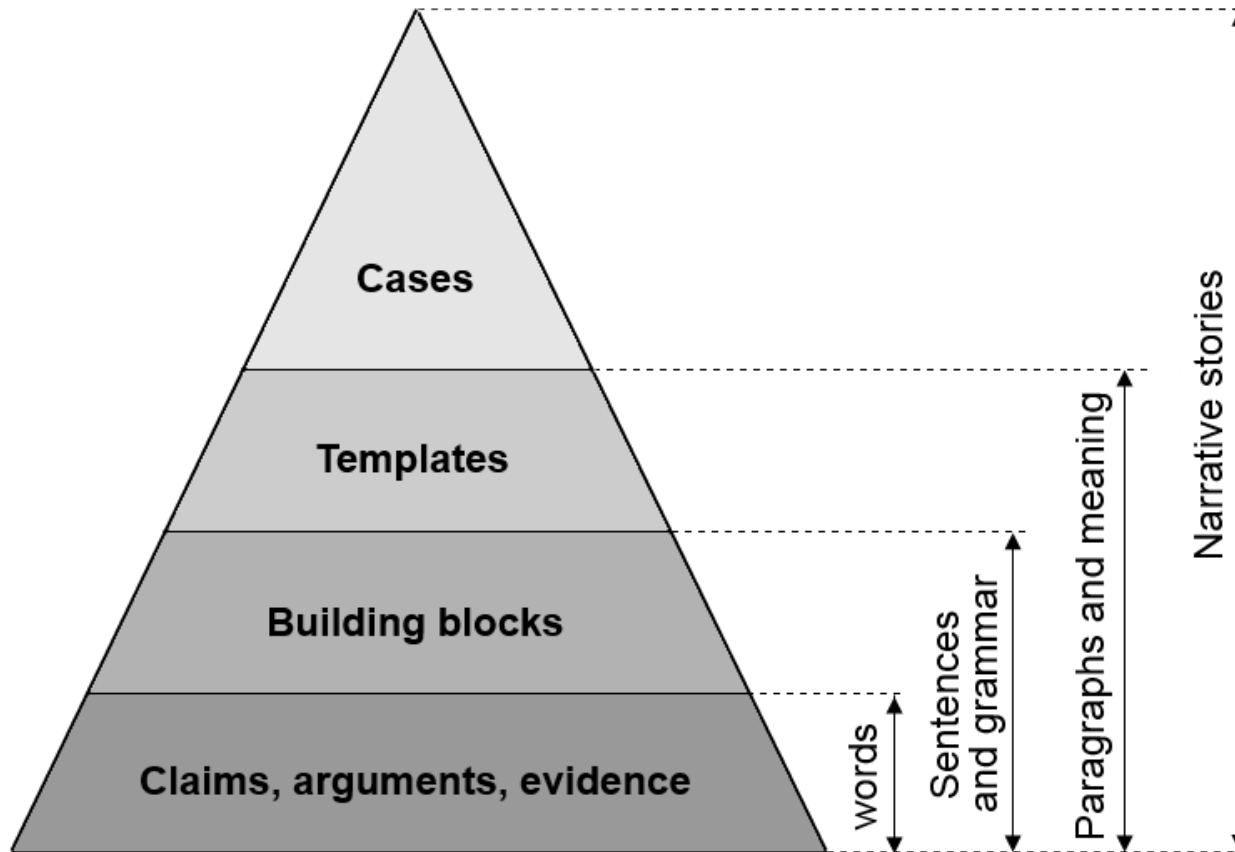 Cases
Templates
Building blocks
Claims, arguments, evidence
words
Sentences
and grammar
Paragraphs and meaning
Narrative stories